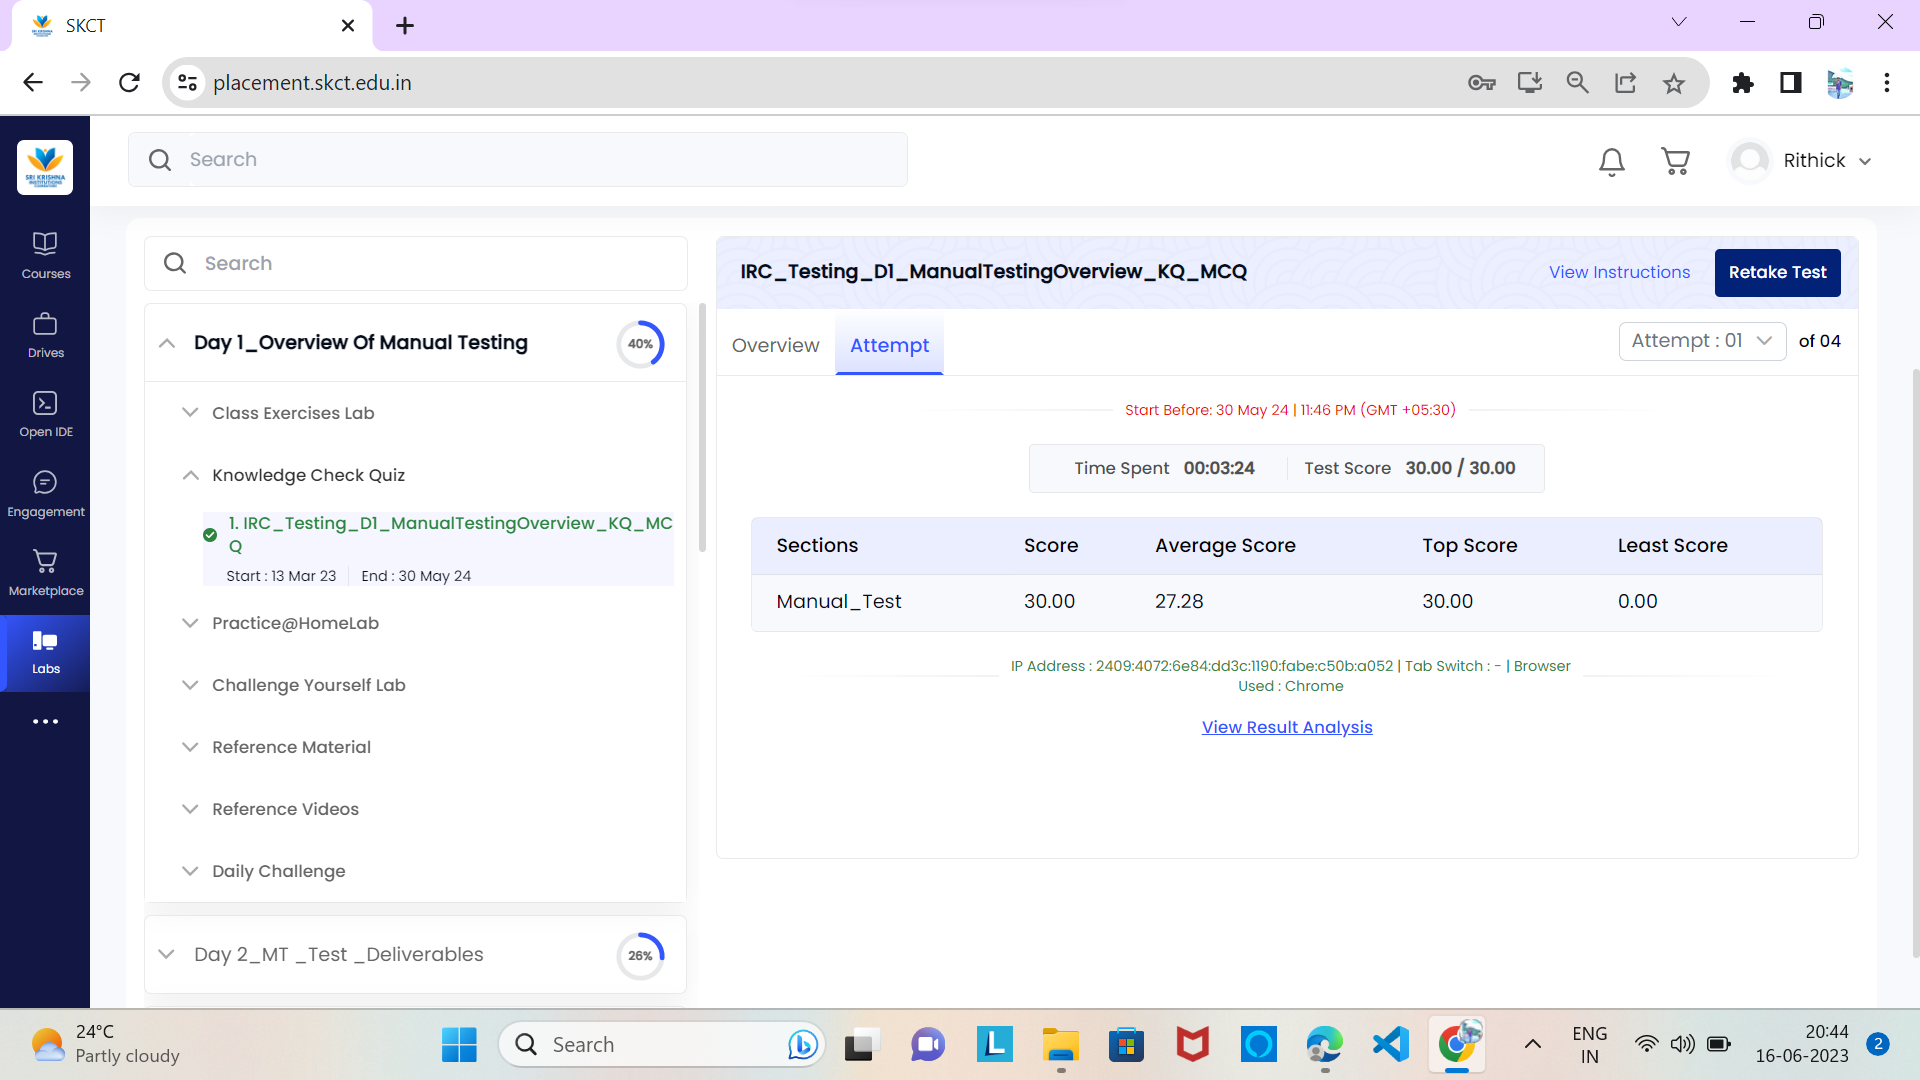 SKCT
placement.skct.edu.in
SRI KRISHNA
INSTITUTIONS
Search
Rithick
Courses
Drives
Open IDE
Engagement
Marketplace
Labs
Search
Day 1_Overview Of Manual Testing
40%
Class Exercises Lab
Knowledge Check Quiz
1. IRC_Testing_D1_ManualTestingOverview_KQ_MC
Q
Start : 13 Mar 23 End : 30 May 24
Practice@HomeLab
Challenge Yourself Lab
Reference Material
Reference Videos
Daily Challenge
Day 2_MT _Test _Deliverables
26%
IRC_Testing_D1_ManualTestingOverview_KQ_MCQ
View Instructions
Retake Test
Overview
Attempt
Attempt : 01
of 04
Start Before: 30 May 24 | 11:46 PM (GMT +05:30)
Time Spent 00:03:24 Test Score 30.00 / 30.00
Sections Score Average Score Top Score Least Score
Manual_Test 30.00 27.28 30.00 0.00
IP Address : 2409:4072:6e84:dd3c:1190:fabe:c50b:a052 | Tab Switch : - | Browser
Used : Chrome
View Result Analysis
24°C
Partly cloudy
Search
L
ENG
IN
20:44
16-06-2023
2